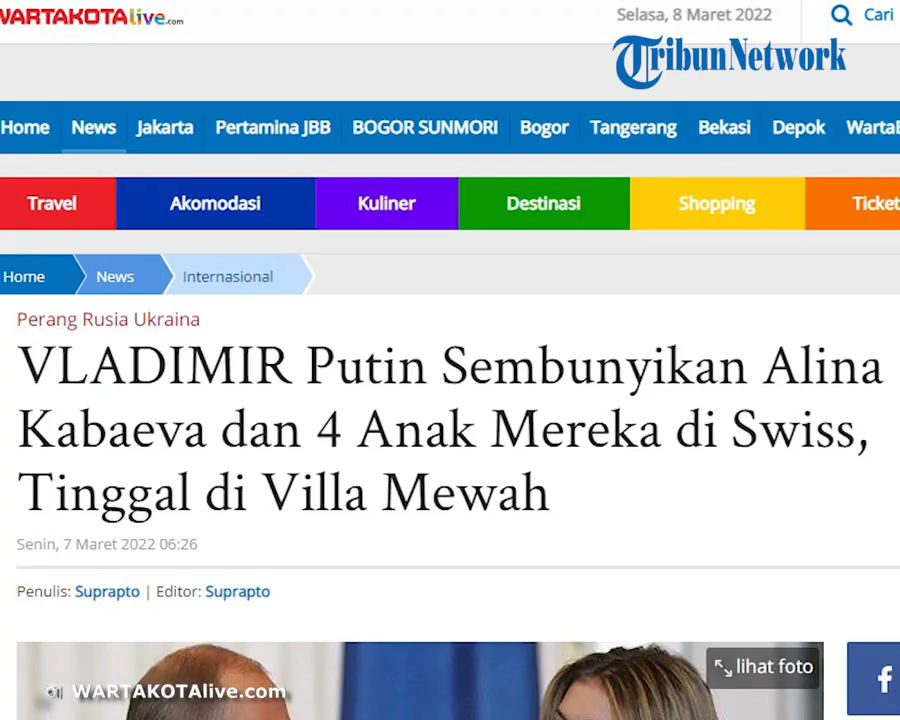 WARTAKOTAlive.com
Selasa, 8 Maret 2022
Cari
TribunNetwork
Home News Jakarta Pertamina JBB BOGOR SUNMORI Bogor Tangerang Bekasi Depok
Travel Akomodasi Kuliner Destinasi Shopping Ticket
Home News Internasional
Perang Rusia Ukraina
VLADIMIR Putin Sembunyikan Alina
Kabaeva dan 4 Anak Mereka di Swiss,
Tinggal di Villa Mewah
Senin, 7 Maret 2022 06:26
Penulis: Suprapto | Editor: Suprapto
lihat foto
WARTAKOTAlive.com